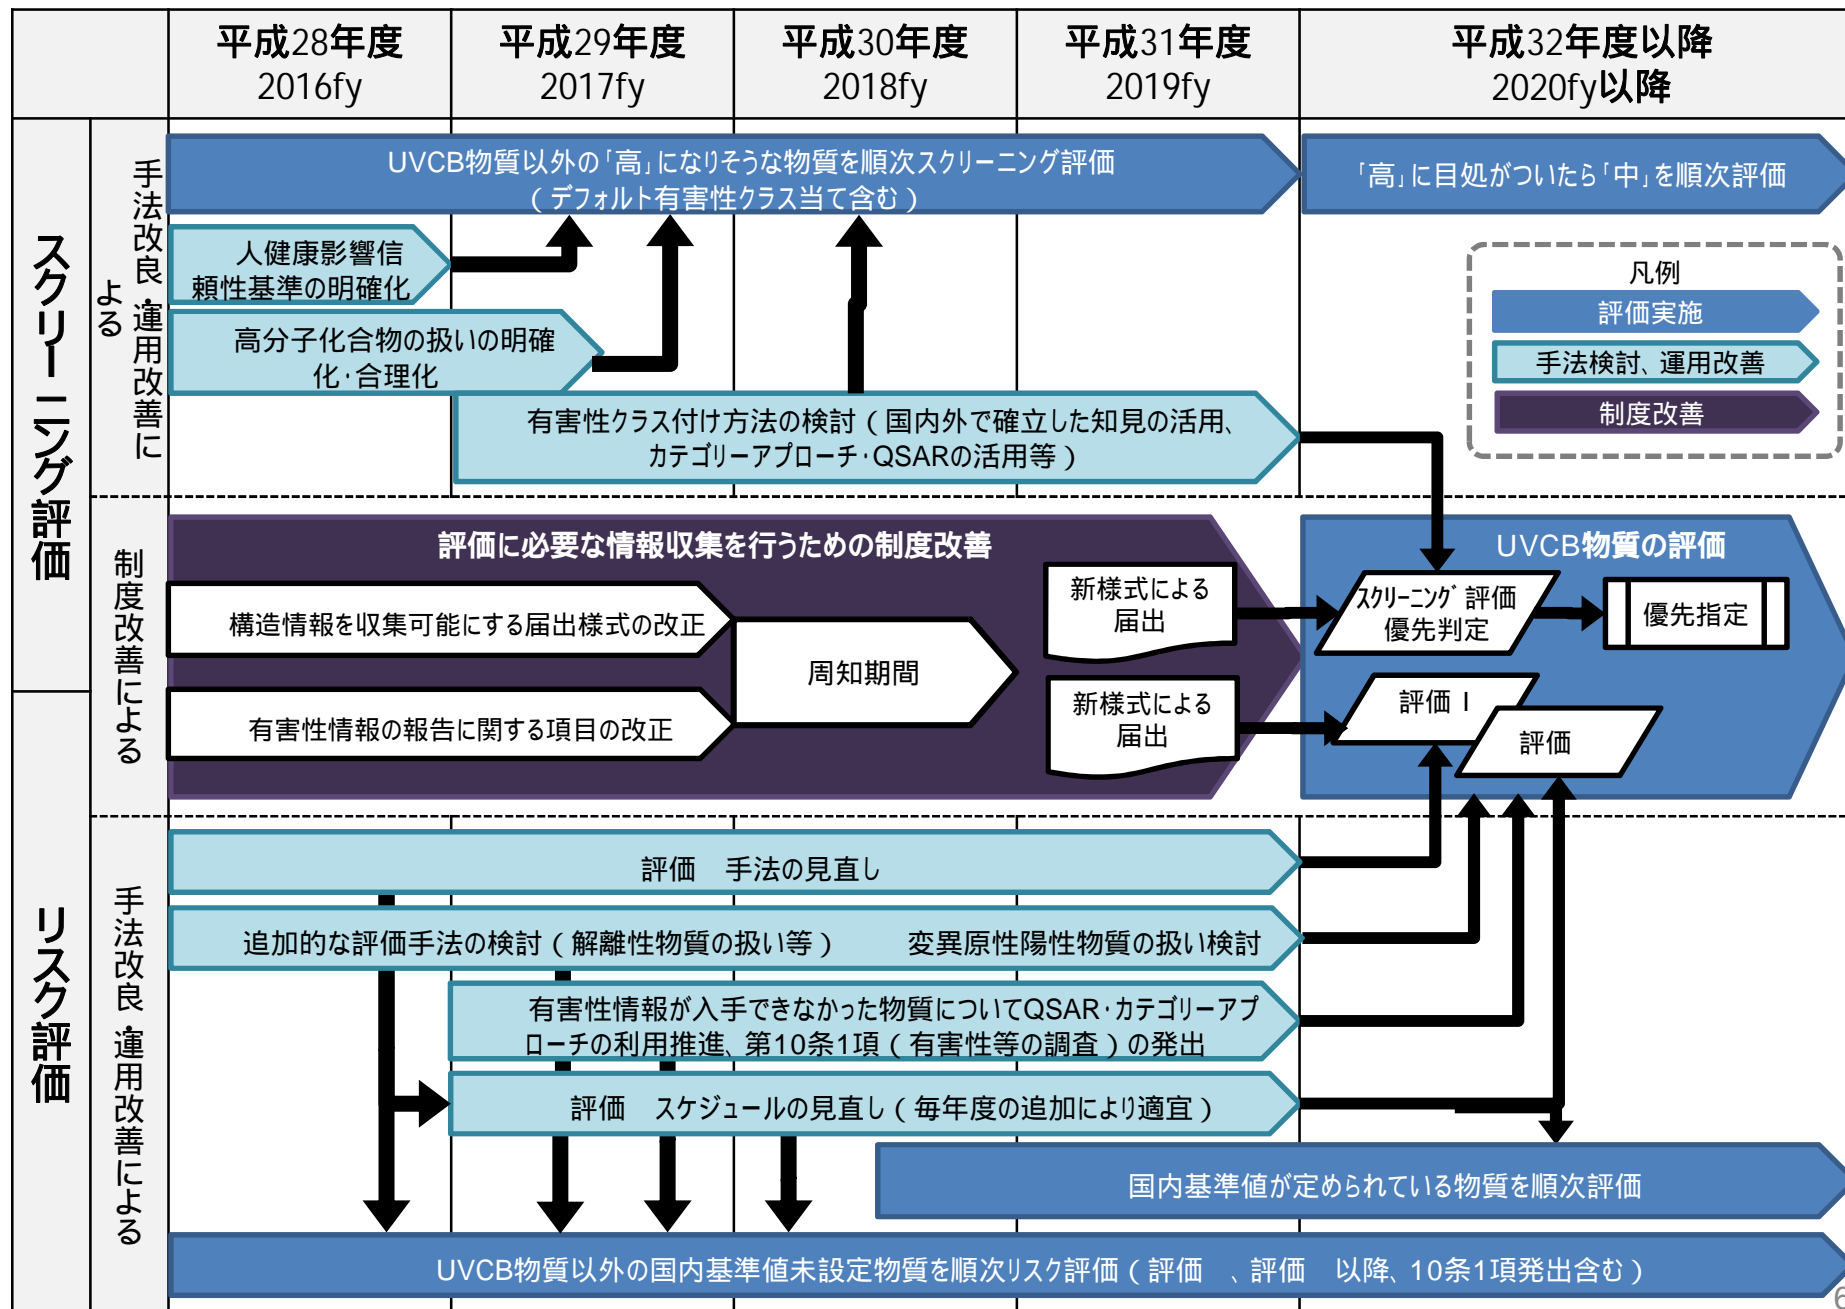 平成28年度
2016fy
平成29年度
2017fy
平成30年度
2018fy
平成31年度
2019fy
平成32年度以降
2020fy以降
スクリーニング評価
手法改良・運用改善に
よる
UVCB物質以外の「高」になりそうな物質を順次スクリーニング評価
（デフォルト有害性クラス当て含む）
「高」に目処がついたら「中」を順次評価
人健康影響信
頼性基準の明確化
高分子化合物の扱いの明確
化・合理化
有害性クラス付け方法の検討（国内外で確立した知見の活用、
カテゴリーアプローチ・QSARの活用等）
凡例
評価実施
手法検討、運用改善
制度改善
制度改善による
評価に必要な情報収集を行うための制度改善
構造情報を収集可能にする届出様式の改正
有害性情報の報告に関する項目の改正
周知期間
新様式による
届出
新様式による
届出
UVCB物質の評価
スクリーニング評価
優先判定
優先指定
評価Ⅰ
評価
リスク評価
手法改良・運用改善による
評価　手法の見直し
追加的な評価手法の検討（解離性物質の扱い等）　変異原性陽性物質の扱い検討
有害性情報が入手できなかった物質についてQSAR・カテゴリーアプ
ローチの利用推進、第10条1項（有害性等の調査）の発出
評価　スケジュールの見直し（毎年度の追加により適宜）
国内基準値が定められている物質を順次評価
UVCB物質以外の国内基準値未設定物質を順次リスク評価（評価　、評価　以降、10条1項発出含む）
6